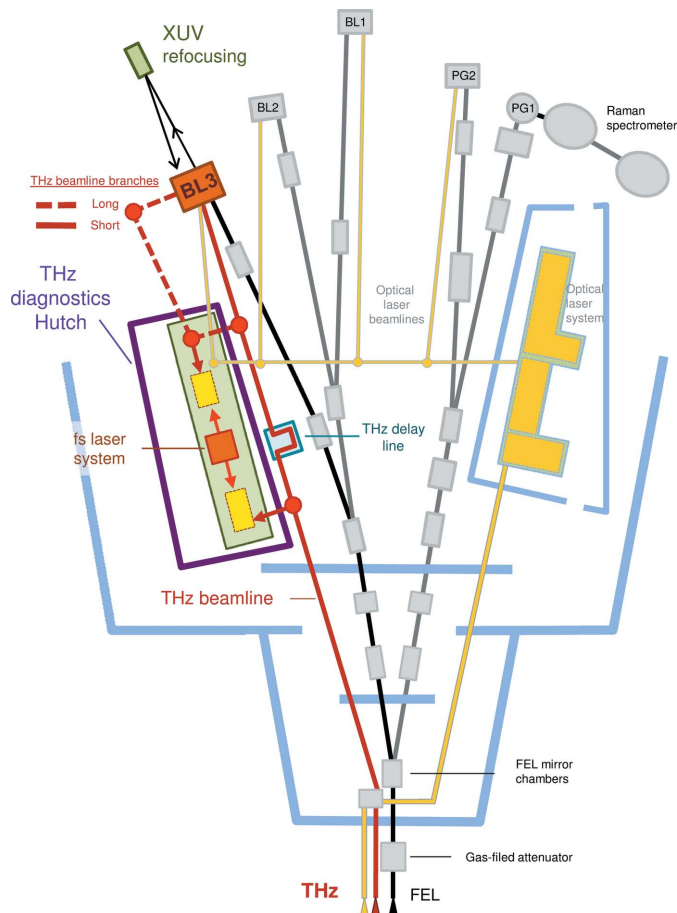 XUV
refocusing
BL1
BL2
PG2
PG1
Raman
spectrometer
BL3
THz beamline branches
Long
Short
THz
diagnostics
Hutch
Optical
laser
beamlines
Optical
laser
system
fs laser
system
THz delay
line
THz beamline
FEL mirror
chambers
Gas-filed attenuator
THz
FEL